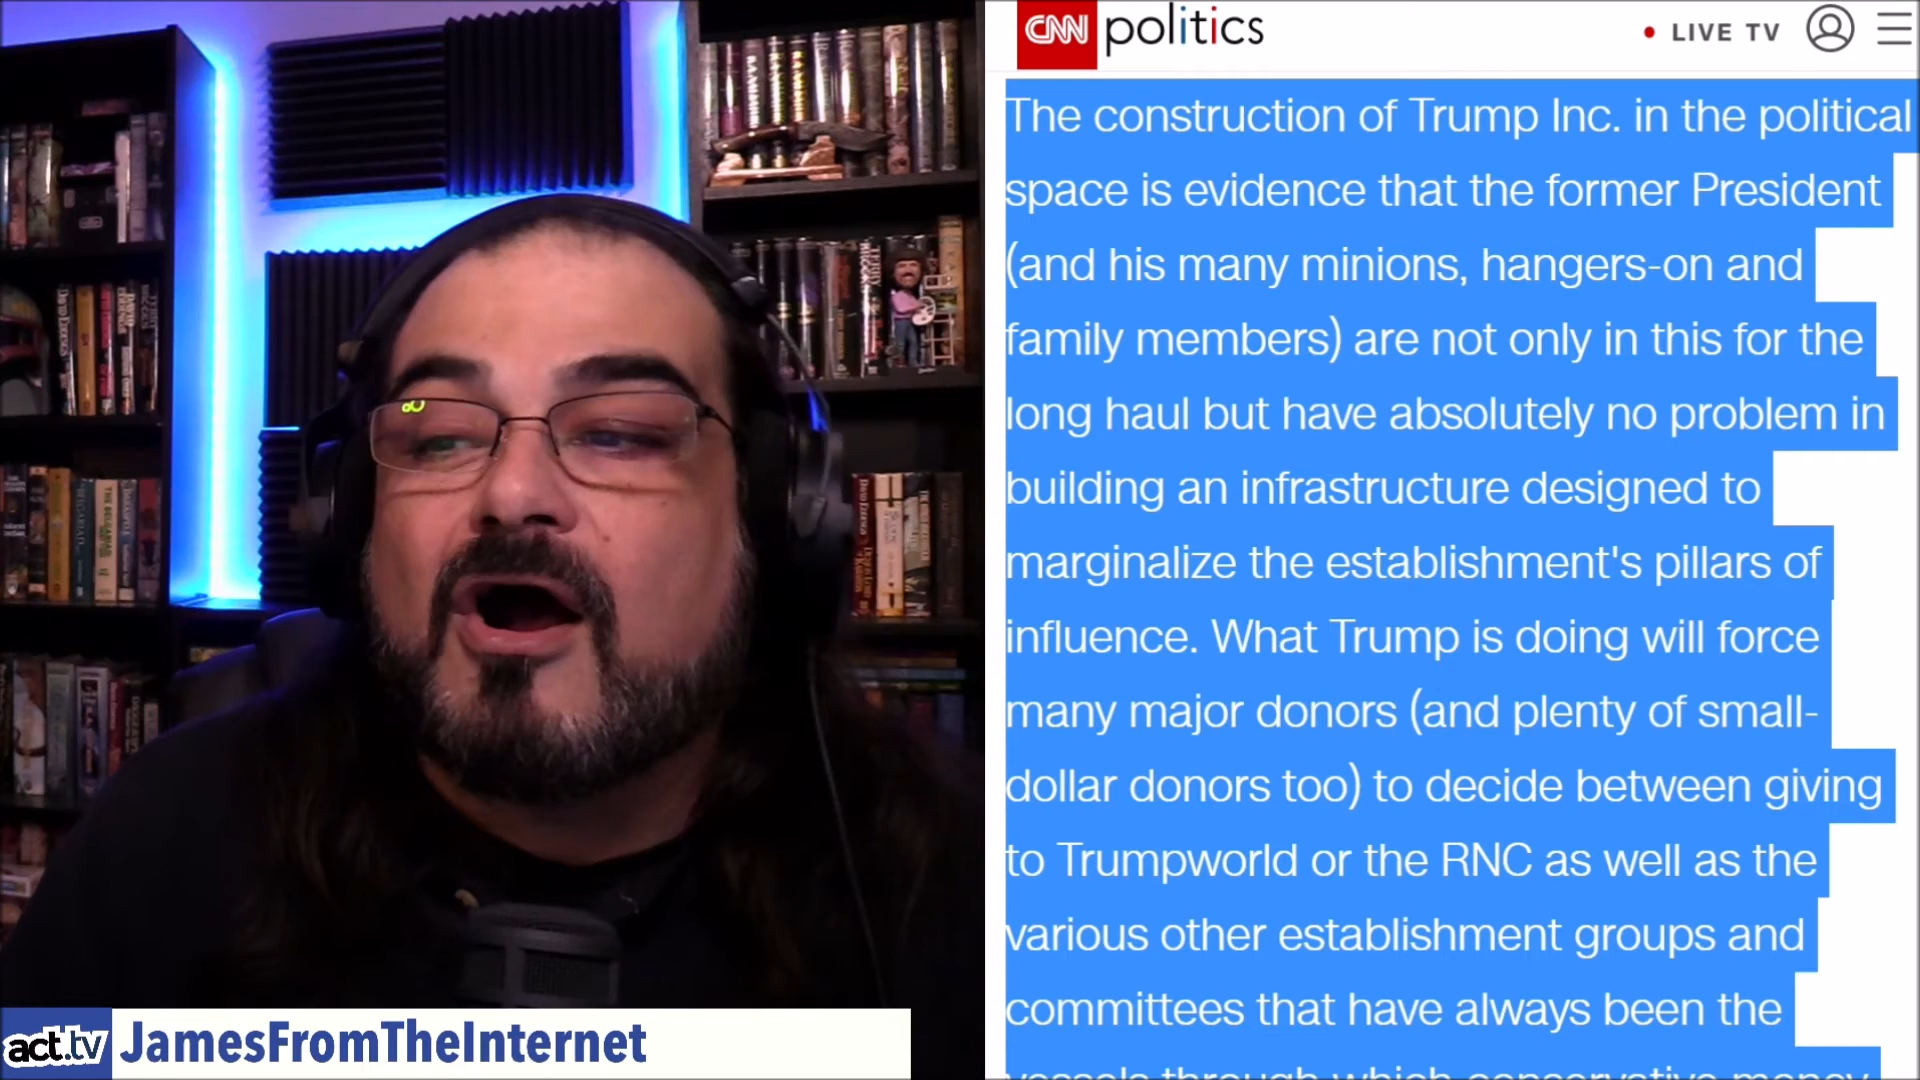 CNN politics
LIVE TV
The construction of Trump Inc. in the political
space is evidence that the former President
(and his many minions, hangers-on and
family members) are not only in this for the
long haul but have absolutely no problem in
building an infrastructure designed to
marginalize the establishment's pillars of
influence. What Trump is doing will force
many major donors (and plenty of small-
dollar donors too) to decide between giving
to Trumpworld or the RNC as well as the
various other establishment groups and
committees that have always been the
vessels through which conservative money
act.tv JamesFromTheInternet